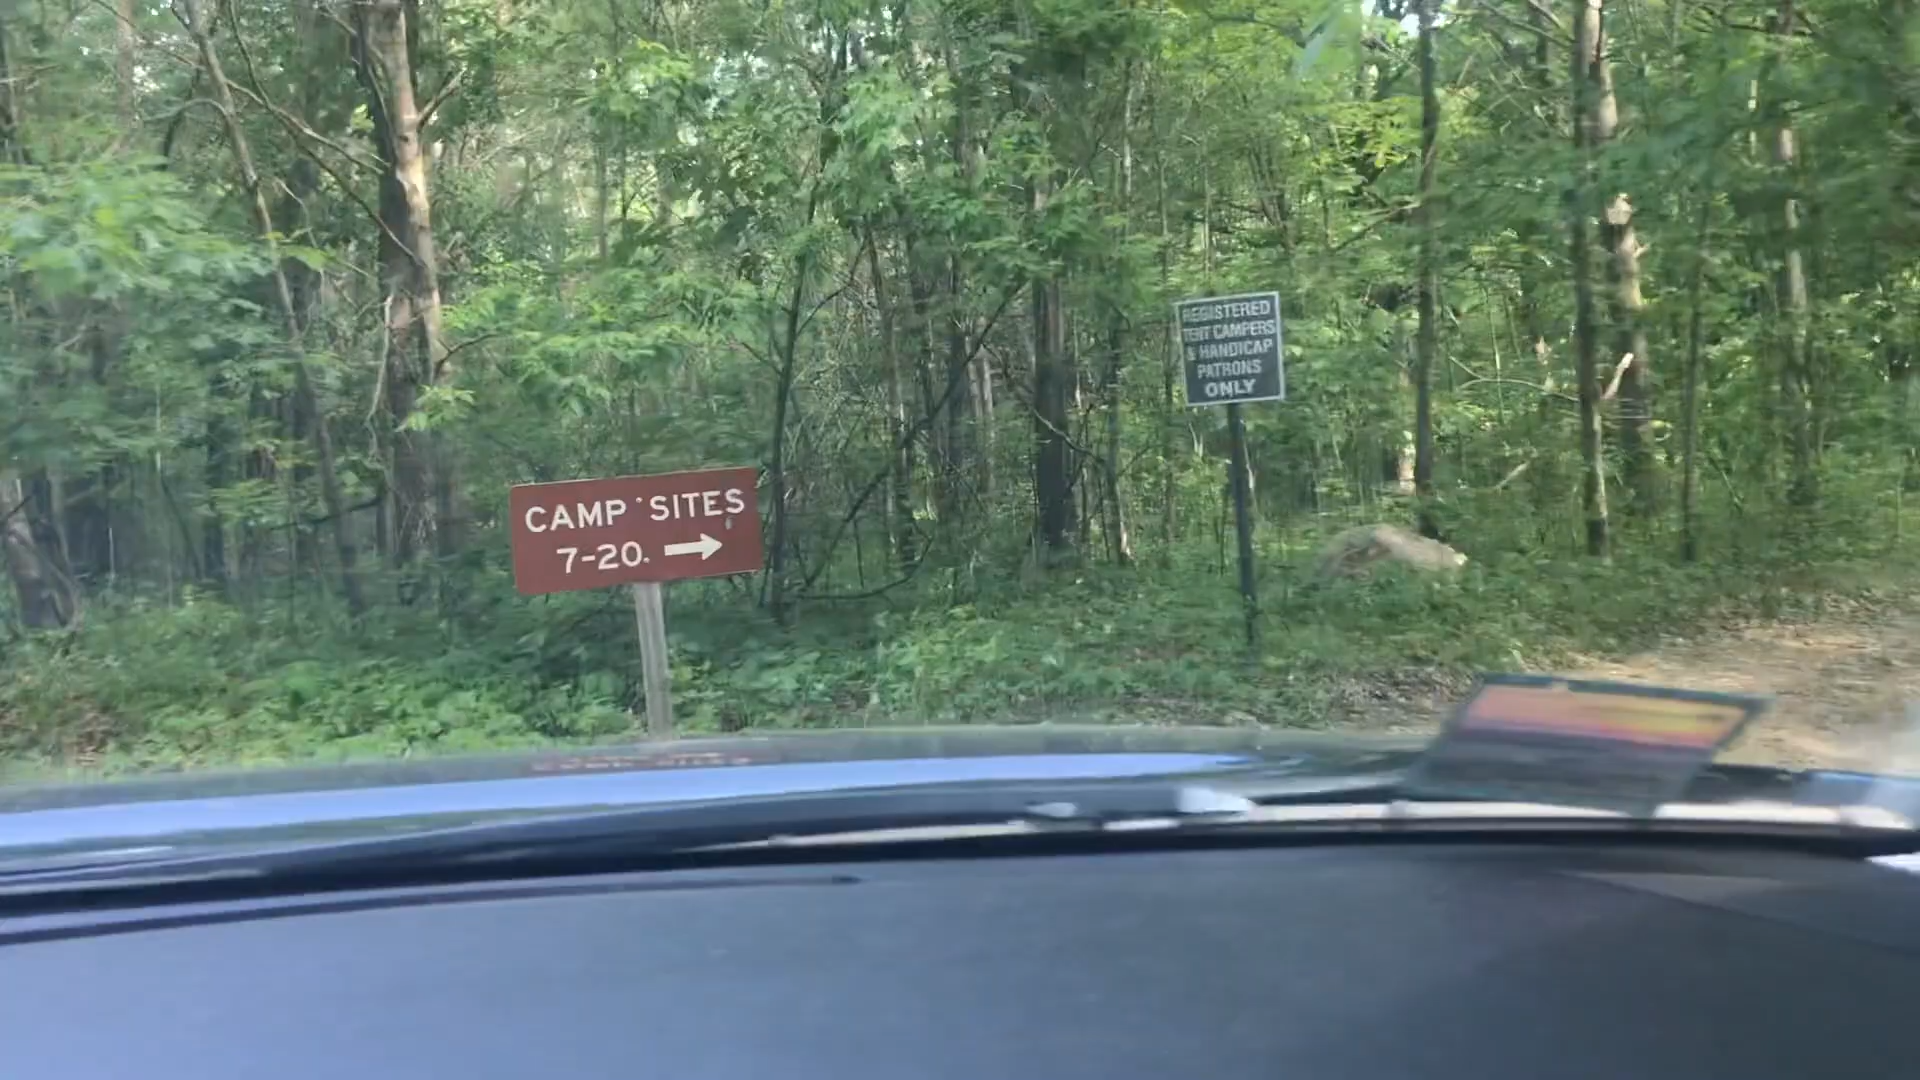 CAMP SITES
7-20.
REGISTERED
TENT CAMPERS
& HANDICAP
PATRONS
ONLY